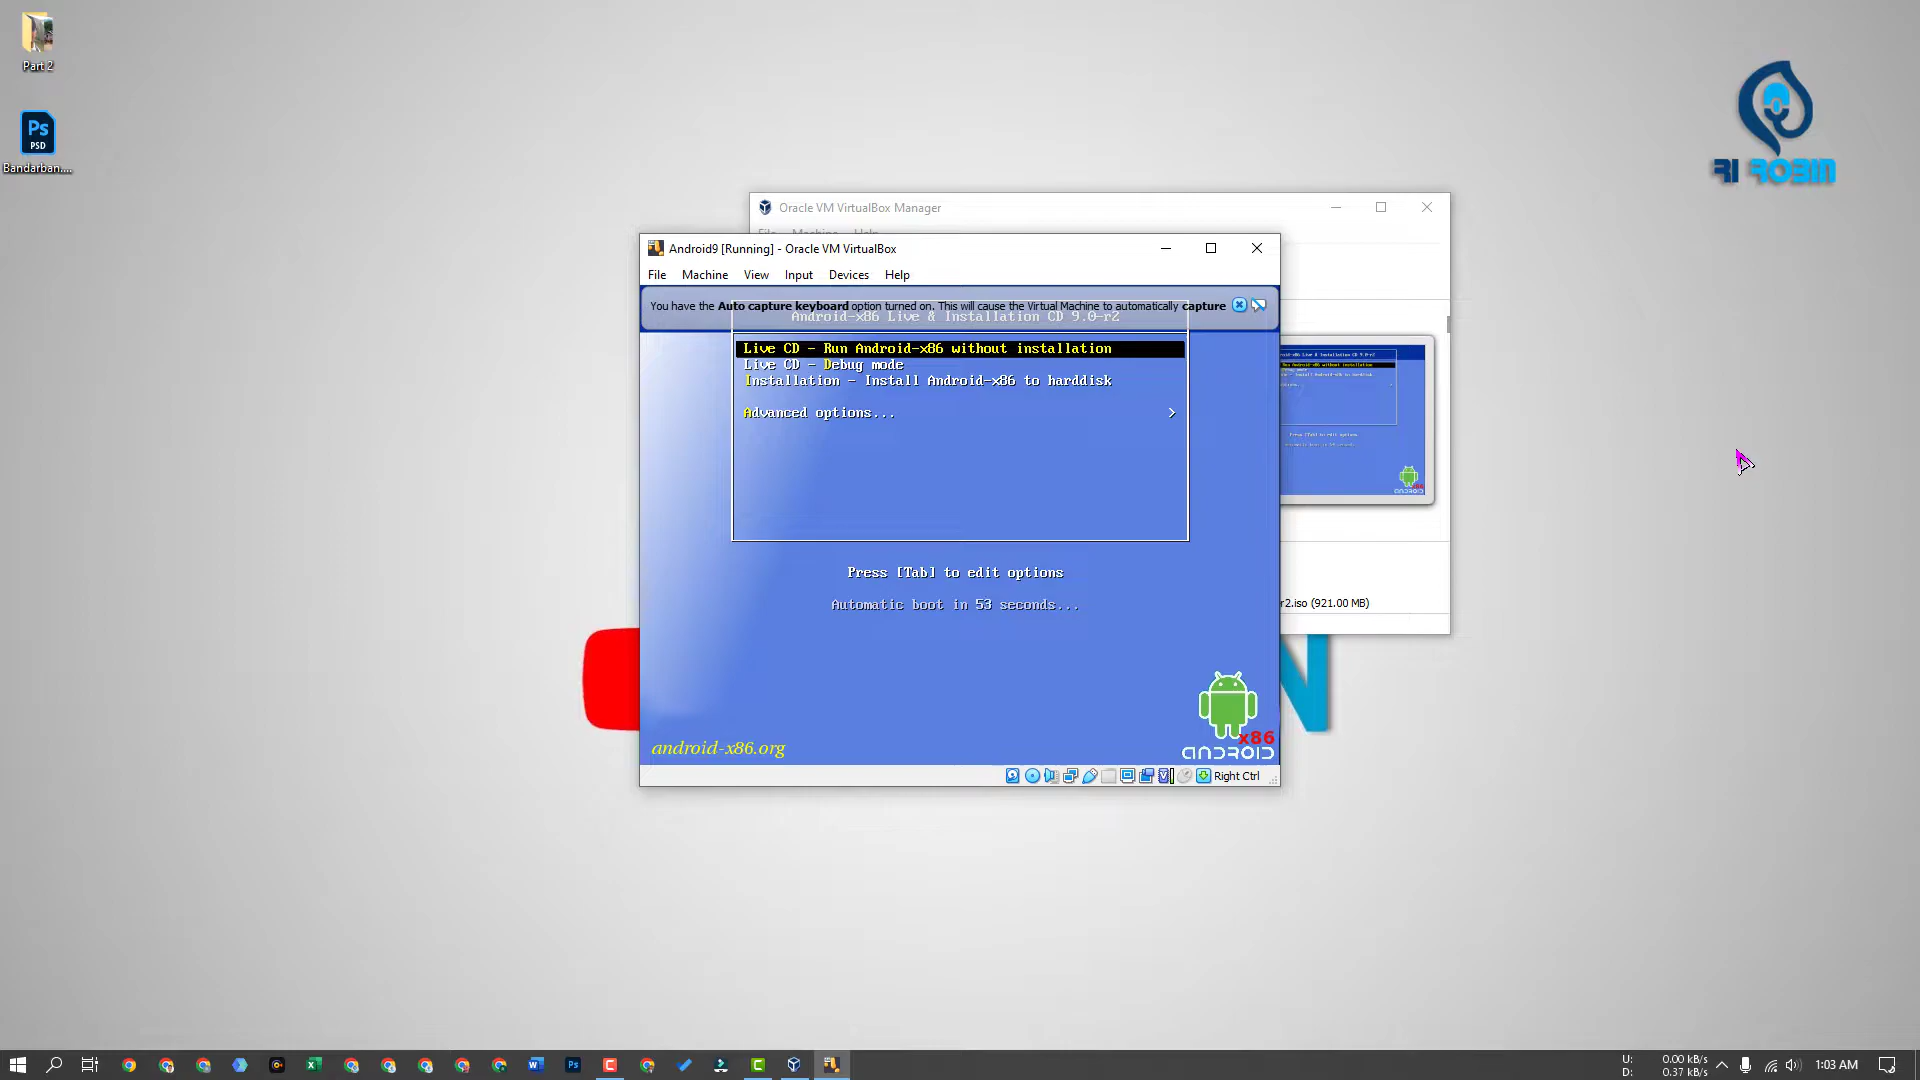 Part 2
Ps
PSD
Bandarban....
RI ROBIN
Oracle VM VirtualBox Manager
File Machine Help
Android9 [Running] - Oracle VM VirtualBox
File Machine View Input Devices Help
You have the Auto capture keyboard option turned on. This will cause the Virtual Machine to automatically capture
Android-x86 Live & Installation CD 9.0-r2
Live CD - Run Android-x86 without installation
Live CD - Debug mode
Installation - Install Android-x86 to harddisk
Advanced options... >
Press [Tab] to edit options
Automatic boot in 53 seconds...
r2.iso (921.00 MB)
android-x86.org
x86
android
Right Ctrl
N
U: 0.00 kB/s
D: 0.37 kB/s
1:03 AM